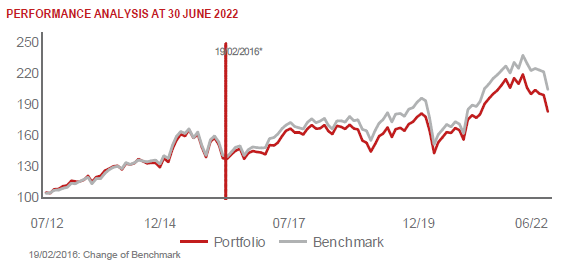 PERFORMANCE ANALYSIS AT 30 JUNE 2022
250
19/02/2016*
220
190
160
130
100
07/12 12/14 07/17 12/19 06/22
Portfolio Benchmark
19/02/2016: Change of Benchmark